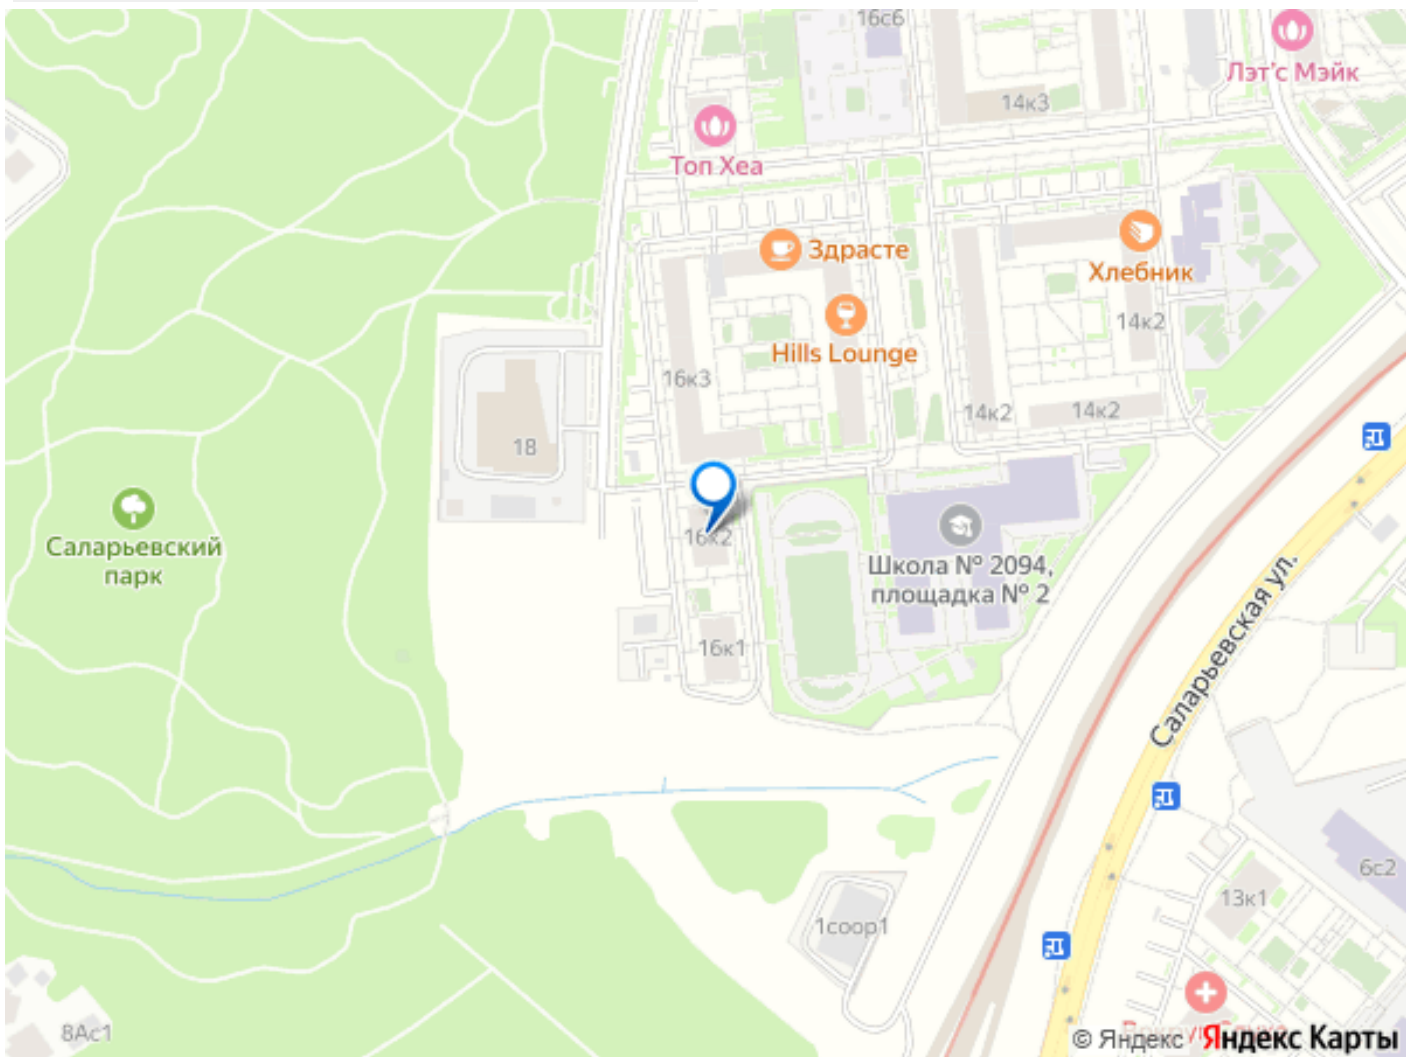 16с6
Лэт'с Мэйк
14к3
Топ Хеа
Здрасте
Хлебник
14к2
Hills Lounge
16к3
14к2
14к2
18
16к2
Саларьевский
парк
Школа № 2094,
площадка № 2
Саларьевская ул.
16к1
6с2
13к1
1соор1
8Ас1
© Яндекс Яндекс Карты